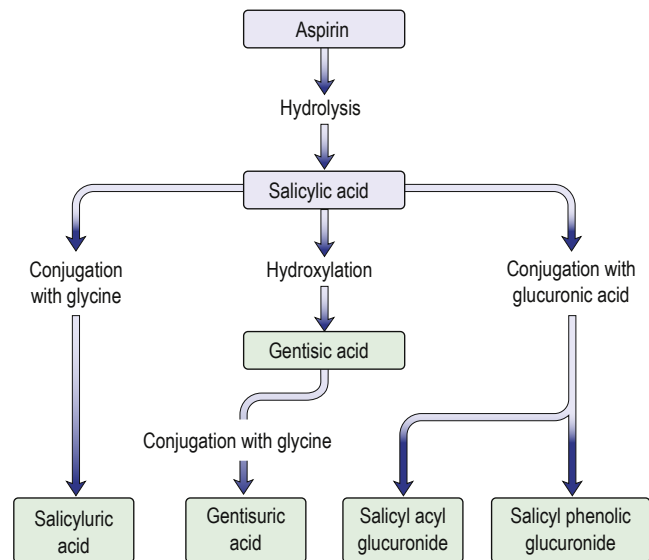 Aspirin
Hydrolysis
Salicylic acid
Conjugation
with glycine
Hydroxylation
Conjugation with
glucuronic acid
Gentisic acid
Conjugation with glycine
Salicyluric
acid
Gentisuric
acid
Salicyl acyl
glucuronide
Salicyl phenolic
glucuronide